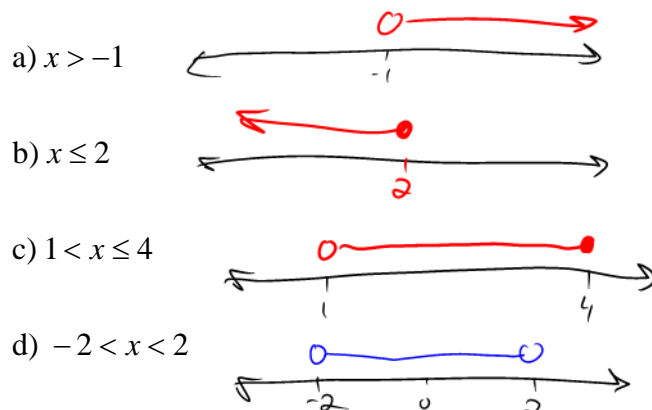 a) x > −1
-1
b) x ≤ 2
2
c) 1 < x ≤ 4
1 4
d) −2 < x < 2
-2 0 2